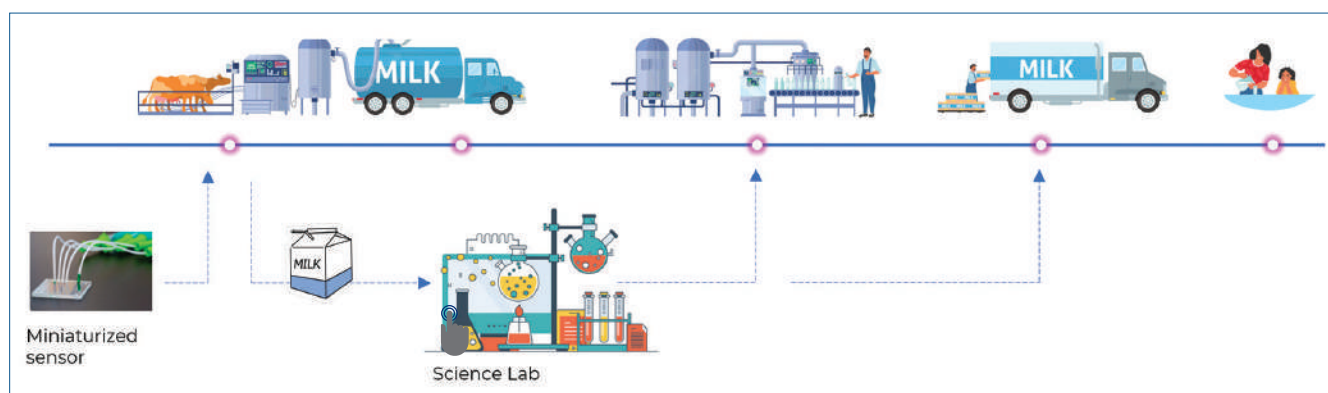 MILK
MILK
MILK
Miniaturized
sensor
Science Lab